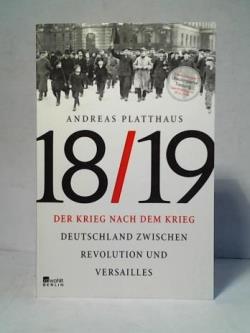 ANDREAS PLATTHAUS
18/19
DER KRIEG NACH DEM KRIEG
DEUTSCHLAND ZWISCHEN
REVOLUTION UND
VERSAILLES
rowohlt
BERLIN